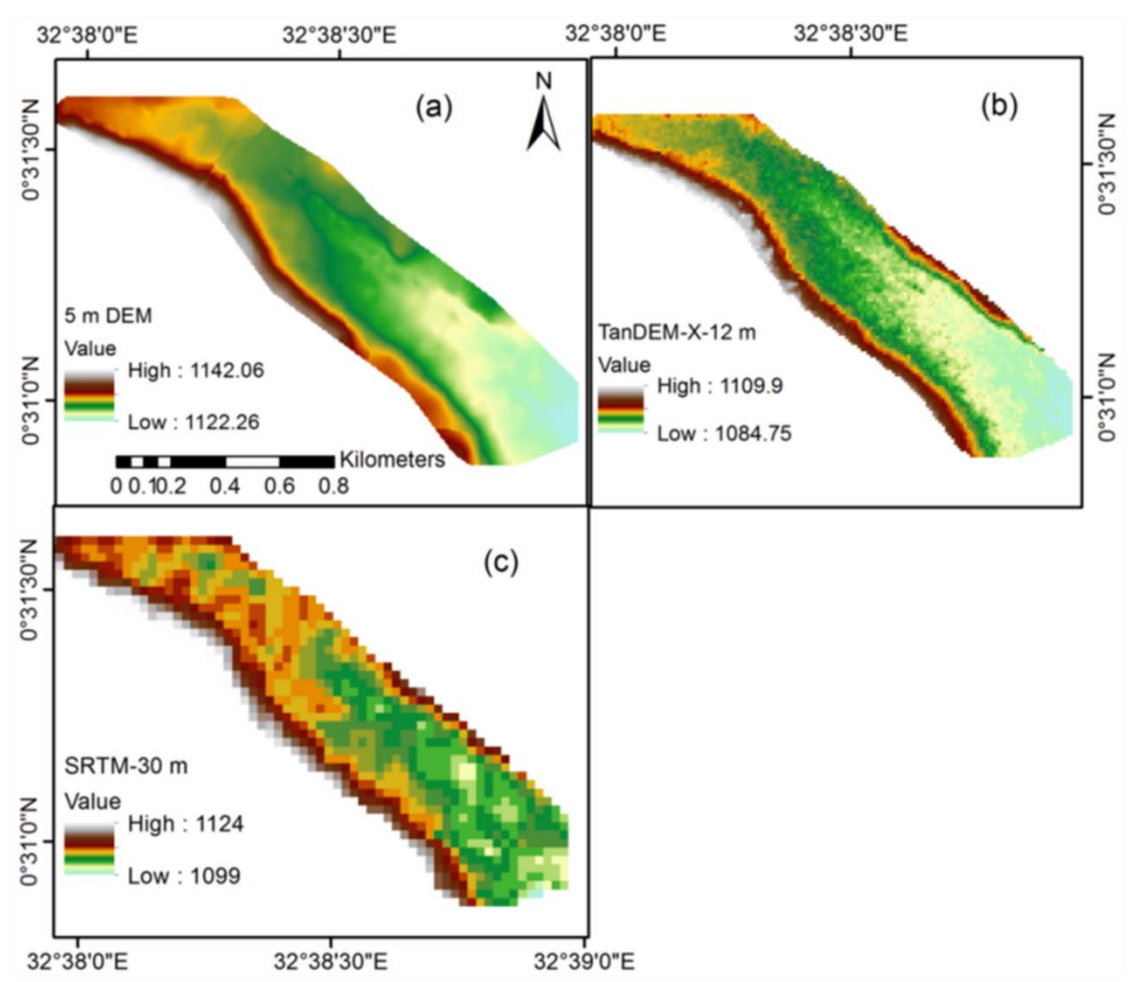 32°38'0"E 32°38'30"E 32°38'0"E 32°38'30"E
(a)
N
(b)
0°31'30"N
0°31'30"N
5 m DEM
Value
High : 1142.06
Low : 1122.26
TanDEM-X-12 m
Value
High : 1109.9
Low : 1084.75
0°31'0"N
0°31'0"N
Kilometers
0 0.10.2 0.4 0.6 0.8
(c)
0°31'30"N
SRTM-30 m
Value
High : 1124
Low : 1099
0°31'0"N
32°38'0"E 32°38'30"E 32°39'0"E